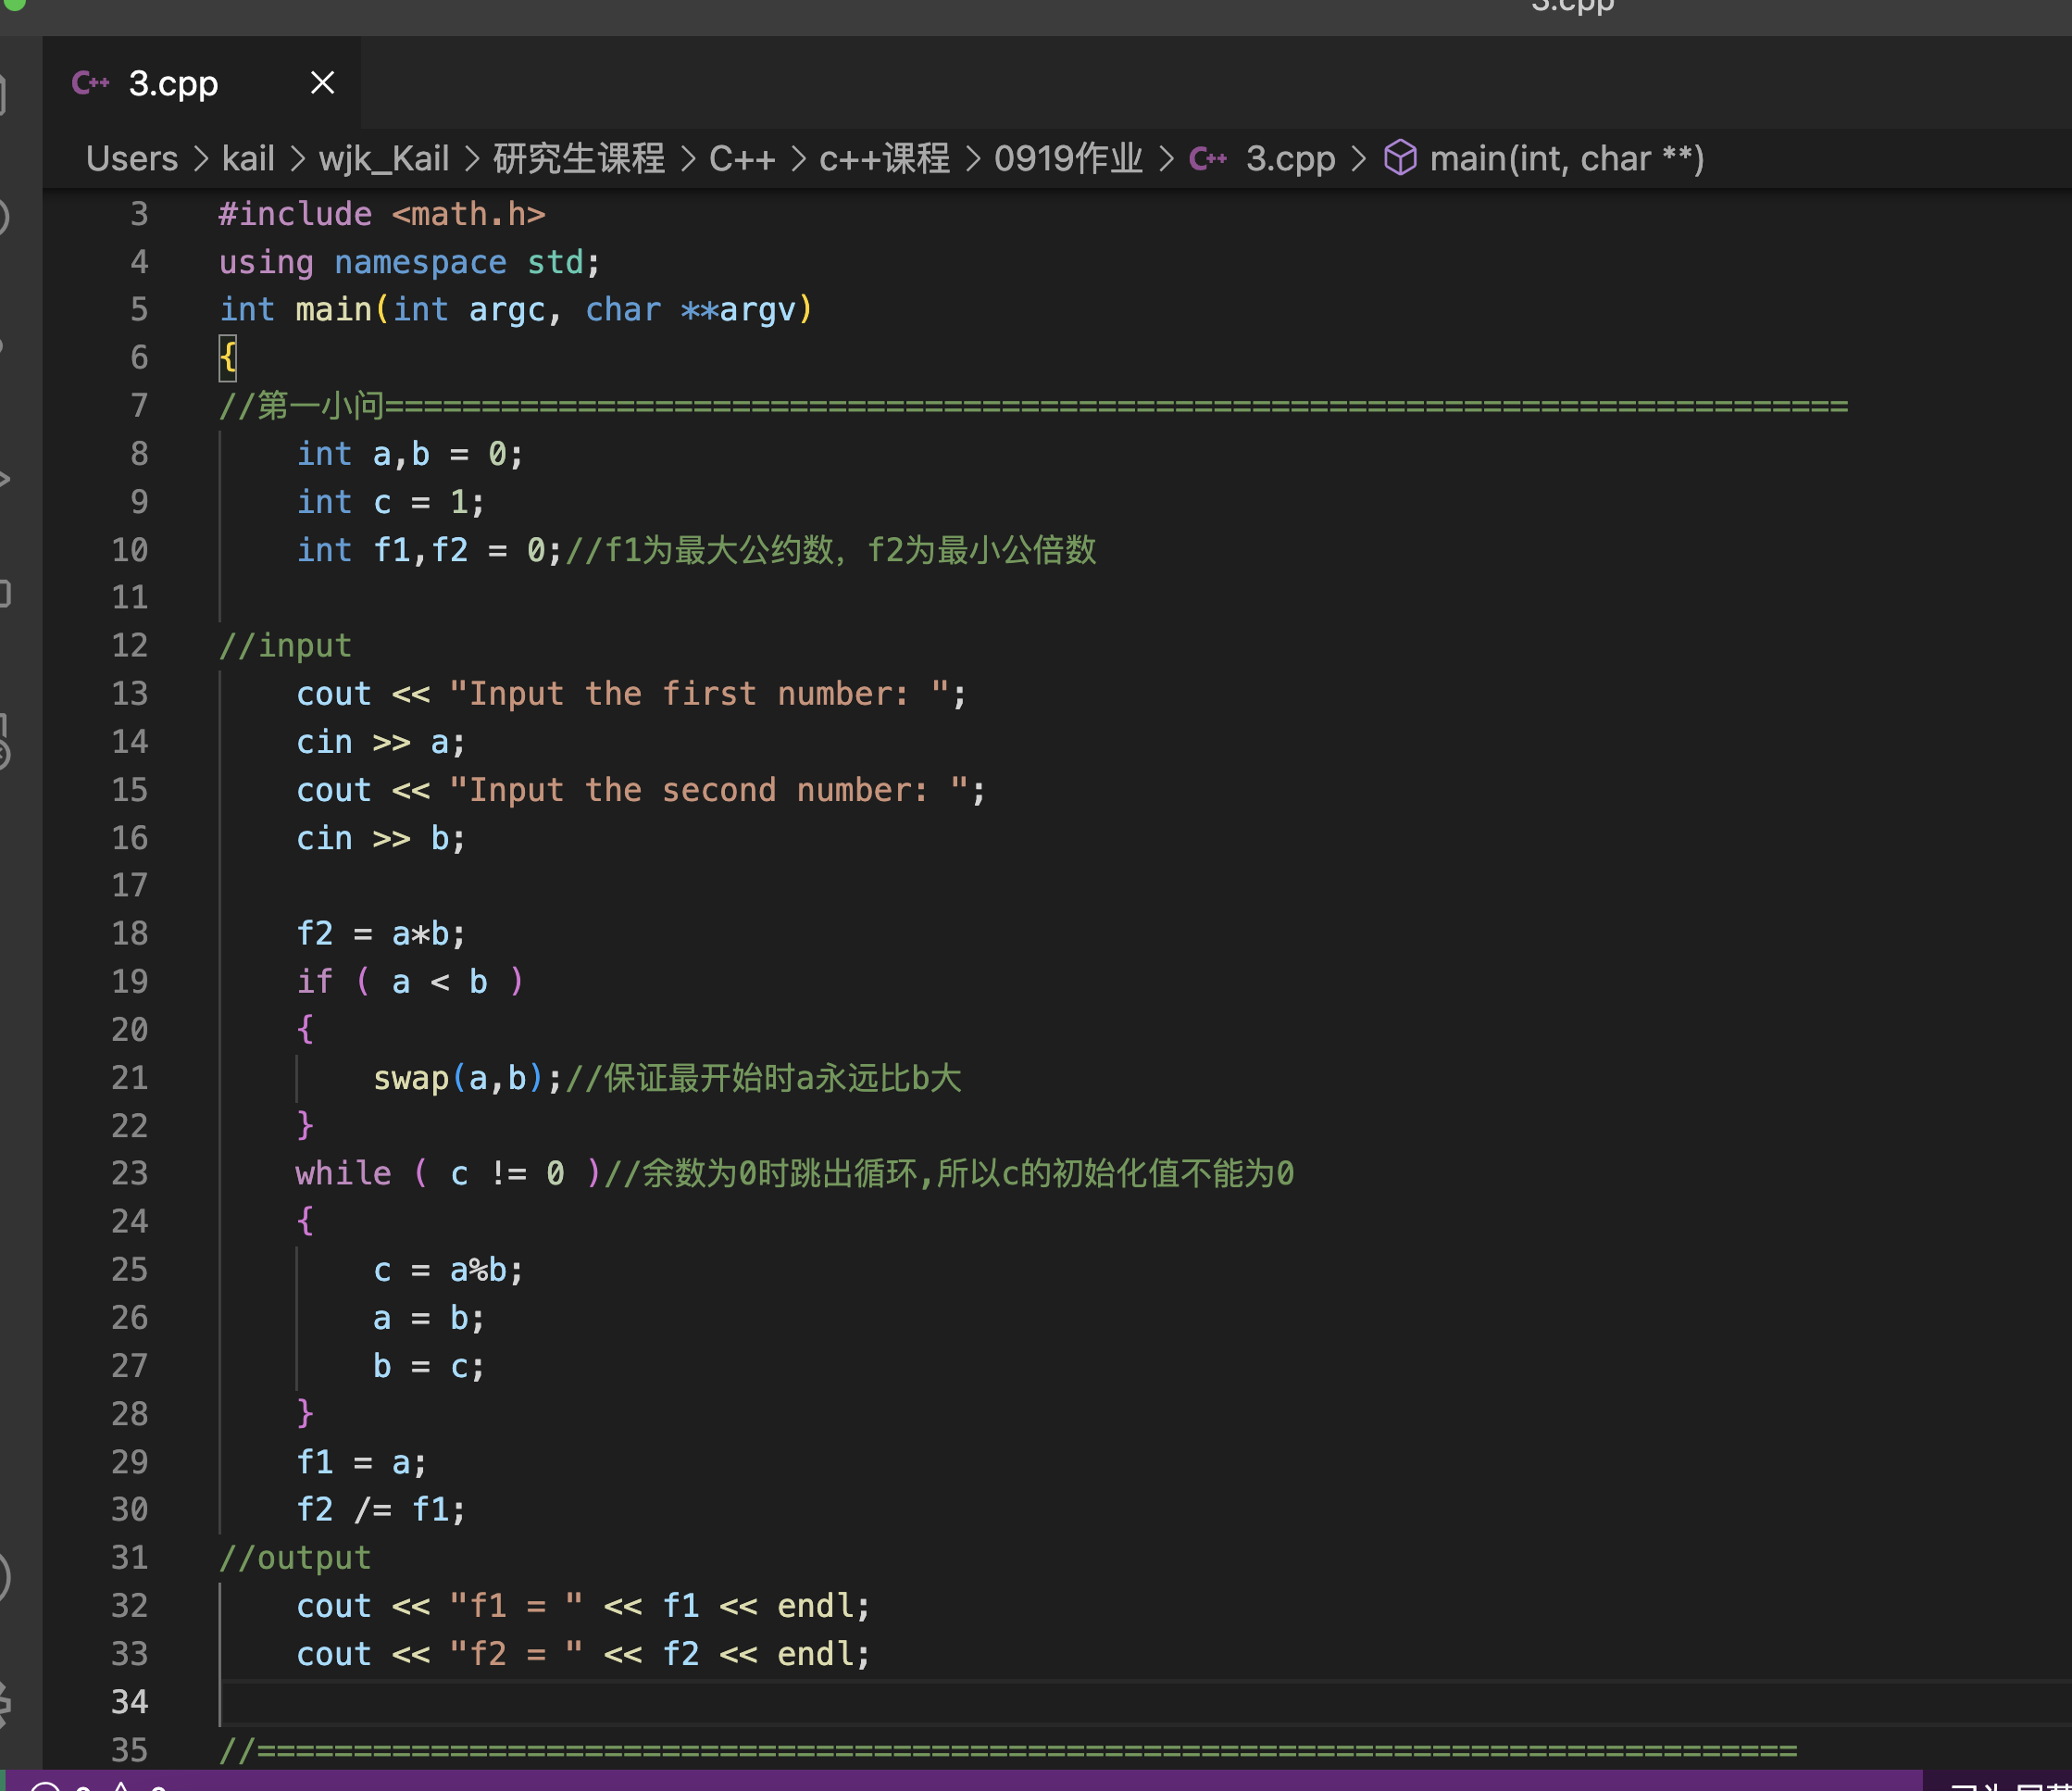 3.cpp
C++ 3.cpp ×
Users > kail > wjk_Kail > 研究生课程 > C++ > c++课程 > 0919作业 > C++ 3.cpp > main(int, char **)
3 #include <math.h>
4 using namespace std;
5 int main(int argc, char **argv)
6 {
7 //第一小问============================================================================
8 int a,b = 0;
9 int c = 1;
10 int f1,f2 = 0;//f1为最大公约数，f2为最小公倍数
11
12 //input
13 cout << "Input the first number: ";
14 cin >> a;
15 cout << "Input the second number: ";
16 cin >> b;
17
18 f2 = a*b;
19 if ( a < b )
20 {
21 swap(a,b);//保证最开始时a永远比b大
22 }
23 while ( c != 0 )//余数为0时跳出循环,所以c的初始化值不能为0
24 {
25 c = a%b;
26 a = b;
27 b = c;
28 }
29 f1 = a;
30 f2 /= f1;
31 //output
32 cout << "f1 = " << f1 << endl;
33 cout << "f2 = " << f2 << endl;
34
35 //================================================================================